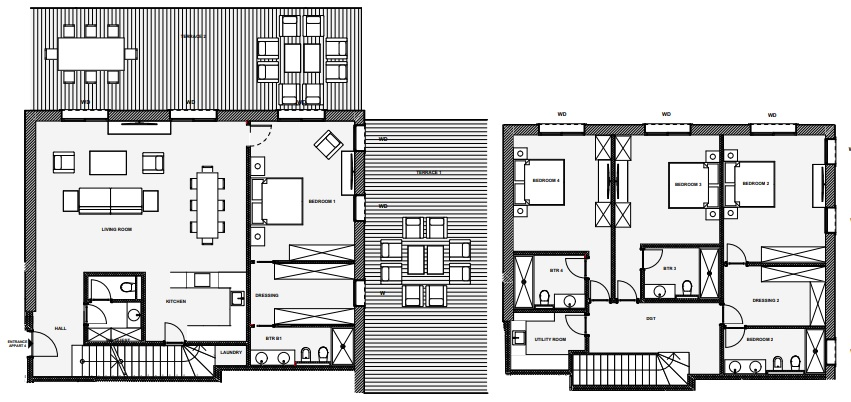 TERRACE 2
WD
WD
WD
WD
WD
TERRACE 1
BEDROOM 1
LIVING ROOM
KITCHEN
DRESSING
W
HALL
ENTRANCE
APPART 4
LAUNDRY
BTR B1
WD
WD
WD
BEDROOM 4
BEDROOM 3
BEDROOM 2
BTR 4
BTR 3
DRESSING 2
DGT
UTILITY ROOM
BEDROOM 2